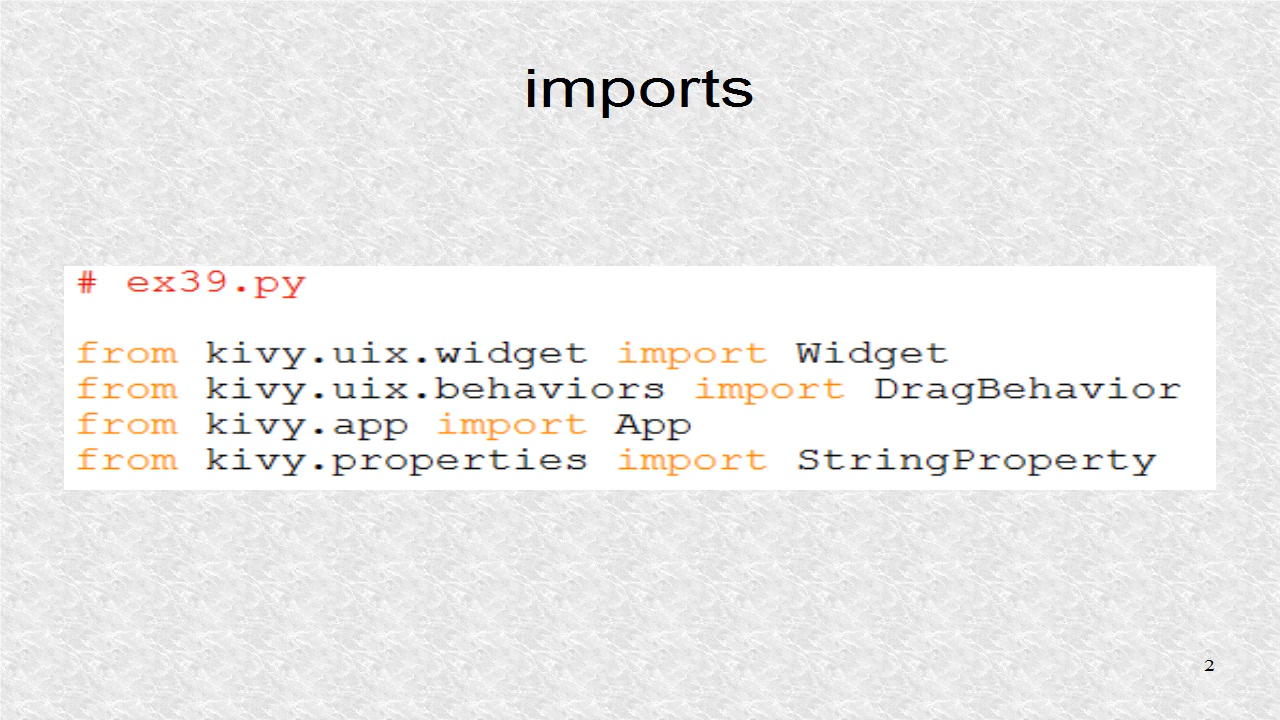 imports
# ex39.py
from kivy.uix.widget import Widget
from kivy.uix.behaviors import DragBehavior
from kivy.app import App
from kivy.properties import StringProperty
2